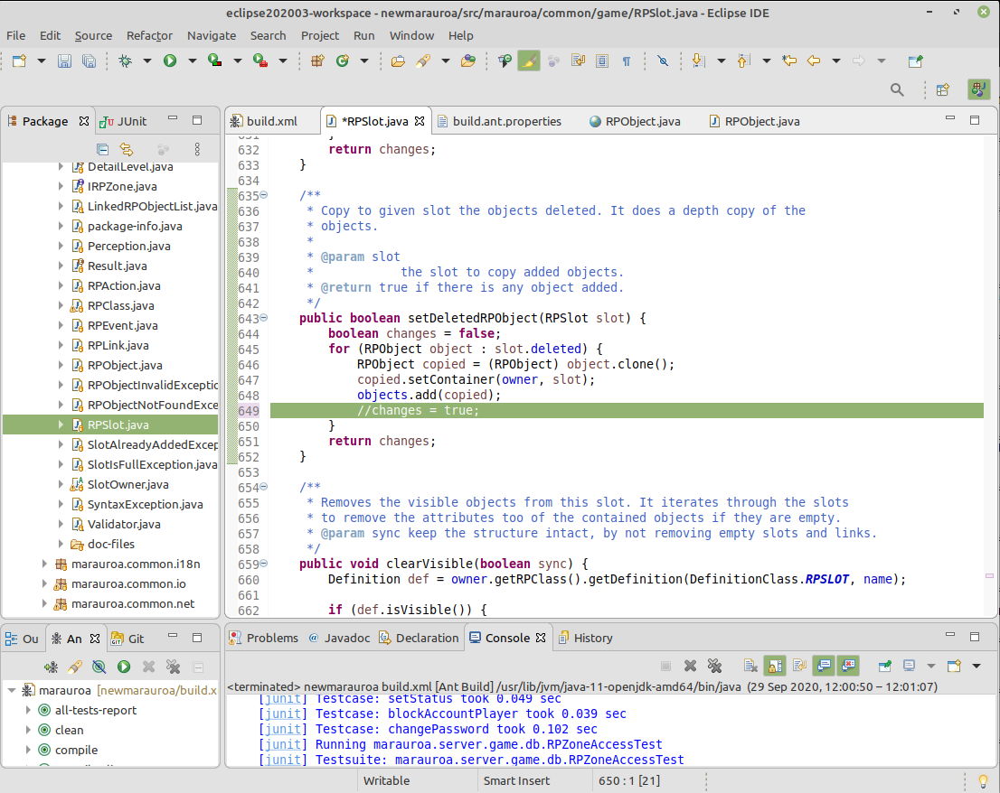 eclipse202003-workspace - newmarauroa/src/marauroa/common/game/RPSlot.java - Eclipse IDE
File Edit Source Refactor Navigate Search Project Run Window Help
Package JUnit
build.xml *RPSlot.java build.ant.properties RPObject.java RPObject.java
DetailLevel.java
IRPZone.java
LinkedRPObjectList.java
package-info.java
Perception.java
Result.java
RPAction.java
RPClass.java
RPEvent.java
RPLink.java
RPObject.java
RPObjectInvalidExceptic
RPObjectNotFoundExce
RPSlot.java
SlotAlreadyAddedExcep
SlotIsFullException.java
SlotOwner.java
SyntaxException.java
Validator.java
doc-files
marauroa.common.i18n
marauroa.common.io
marauroa.common.net
631 }
632 return changes;
633 }
634
635 /**
636 * Copy to given slot the objects deleted. It does a depth copy of the
637 * objects.
638 *
639 * @param slot
640 * the slot to copy added objects.
641 * @return true if there is any object added.
642 */
643 public boolean setDeletedRPObject(RPSlot slot) {
644 boolean changes = false;
645 for (RPObject object : slot.deleted) {
646 RPObject copied = (RPObject) object.clone();
647 copied.setContainer(owner, slot);
648 objects.add(copied);
649 //changes = true;
650 }
651 return changes;
652 }
653
654 /**
655 * Removes the visible objects from this slot. It iterates through the slots
656 * to remove the attributes too of the contained objects if they are empty.
657 * @param sync keep the structure intact, by not removing empty slots and links.
658 */
659 public void clearVisible(boolean sync) {
660 Definition def = owner.getRPClass().getDefinition(DefinitionClass.RPSLOT, name);
661
662 if (def.isVisible()) {
Ou An Git
marauroa [newmarauroa/build.x
all-tests-report
clean
compile
Problems Javadoc Declaration Console History
<terminated> newmarauroa build.xml [Ant Build] /usr/lib/jvm/java-11-openjdk-amd64/bin/java (29 Sep 2020, 12:00:50 – 12:01:07)
[junit] Testcase: setStatus took 0.049 sec
[junit] Testcase: blockAccountPlayer took 0.039 sec
[junit] Testcase: changePassword took 0.102 sec
[junit] Running marauroa.server.game.db.RPZoneAccessTest
[junit] Testsuite: marauroa.server.game.db.RPZoneAccessTest
Writable Smart Insert 650 : 1 [21]